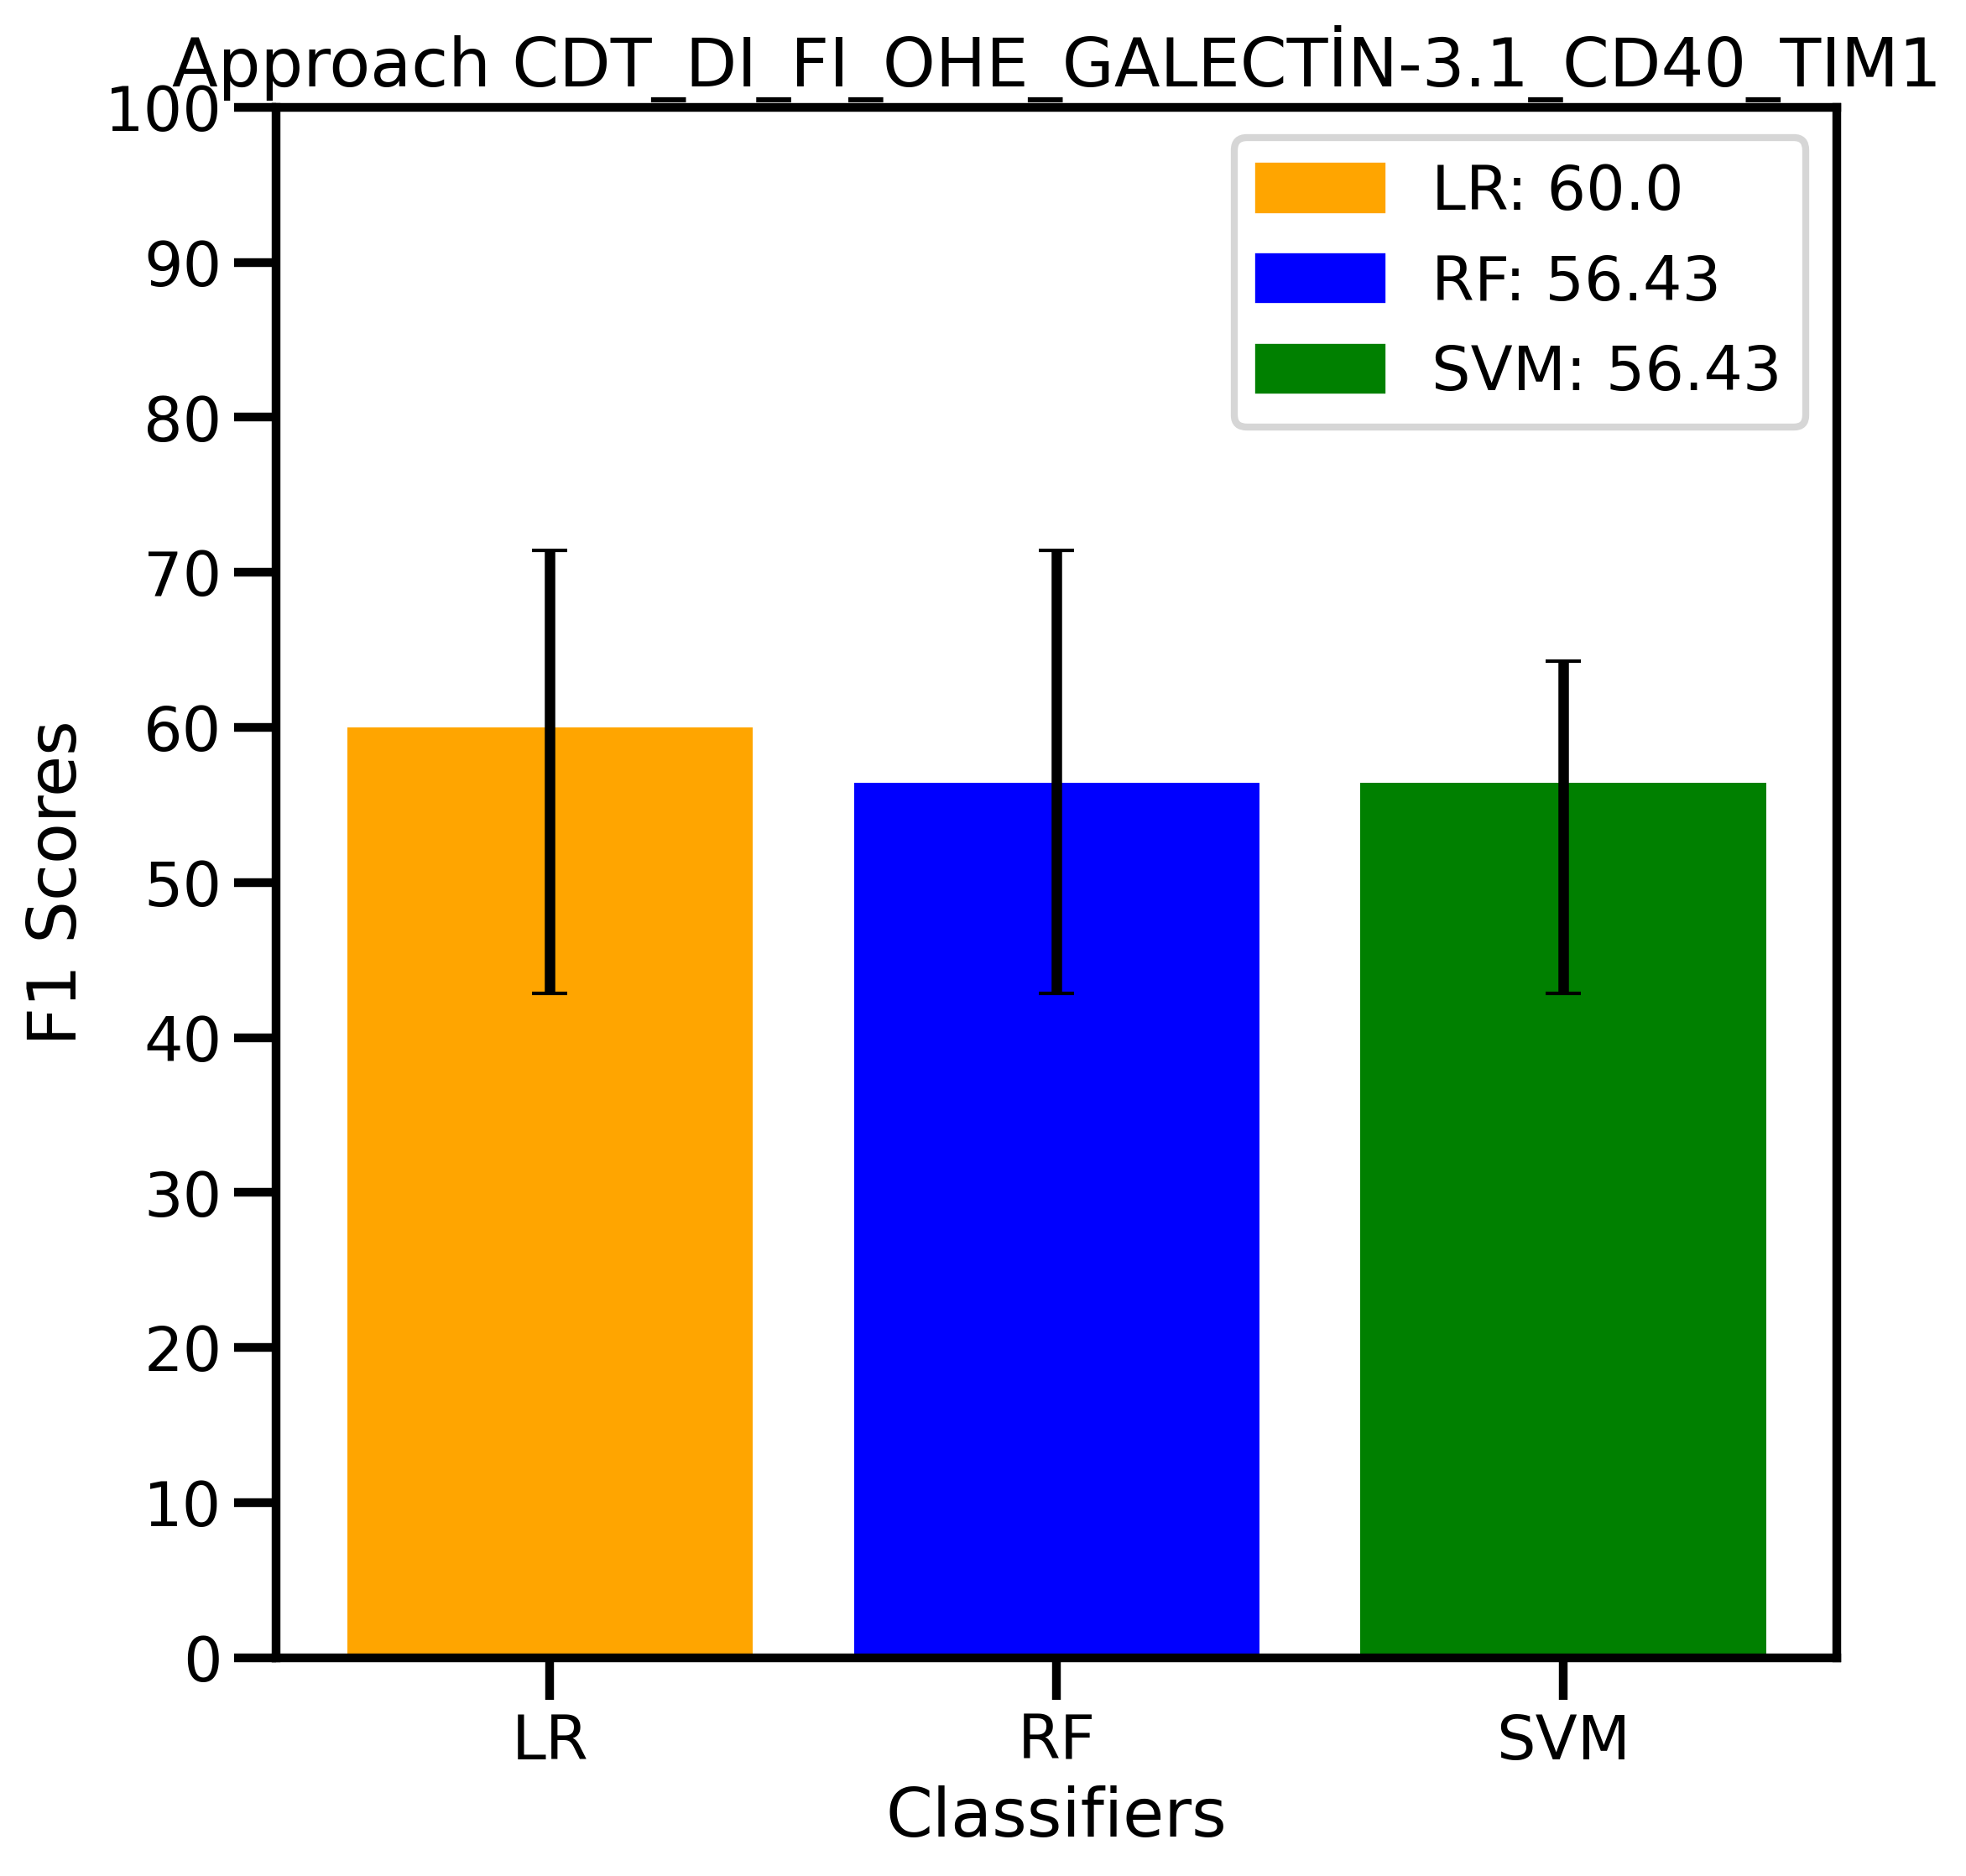 Approach CDT_DI_FI_OHE_GALECTİN-3.1_CD40_TIM1
LR: 60.0
RF: 56.43
SVM: 56.43
F1 Scores
100
90
80
70
60
50
40
30
20
10
0
LR
RF
SVM
Classifiers